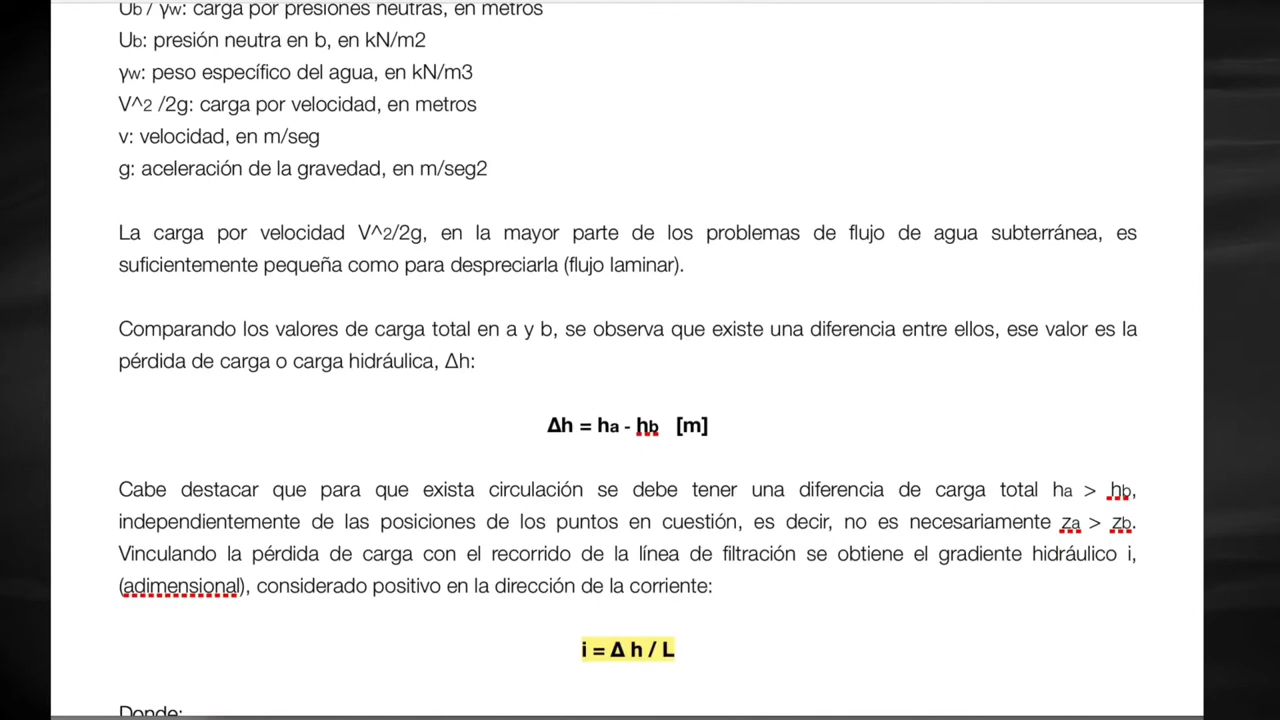 Ub / γw: carga por presiones neutras, en metros
Ub: presión neutra en b, en kN/m2
γw: peso específico del agua, en kN/m3
V^2 /2g: carga por velocidad, en metros
v: velocidad, en m/seg
g: aceleración de la gravedad, en m/seg2
La carga por velocidad V^2/2g, en la mayor parte de los problemas de flujo de agua subterránea, es
suficientemente pequeña como para despreciarla (flujo laminar).
Comparando los valores de carga total en a y b, se observa que existe una diferencia entre ellos, ese valor es la
pérdida de carga o carga hidráulica, Δh:
Δh = ha - hb [m]
Cabe destacar que para que exista circulación se debe tener una diferencia de carga total ha > hb,
independientemente de las posiciones de los puntos en cuestión, es decir, no es necesariamente za > zb.
Vinculando la pérdida de carga con el recorrido de la línea de filtración se obtiene el gradiente hidráulico i,
(adimensional), considerado positivo en la dirección de la corriente:
i = Δ h / L
Donde: